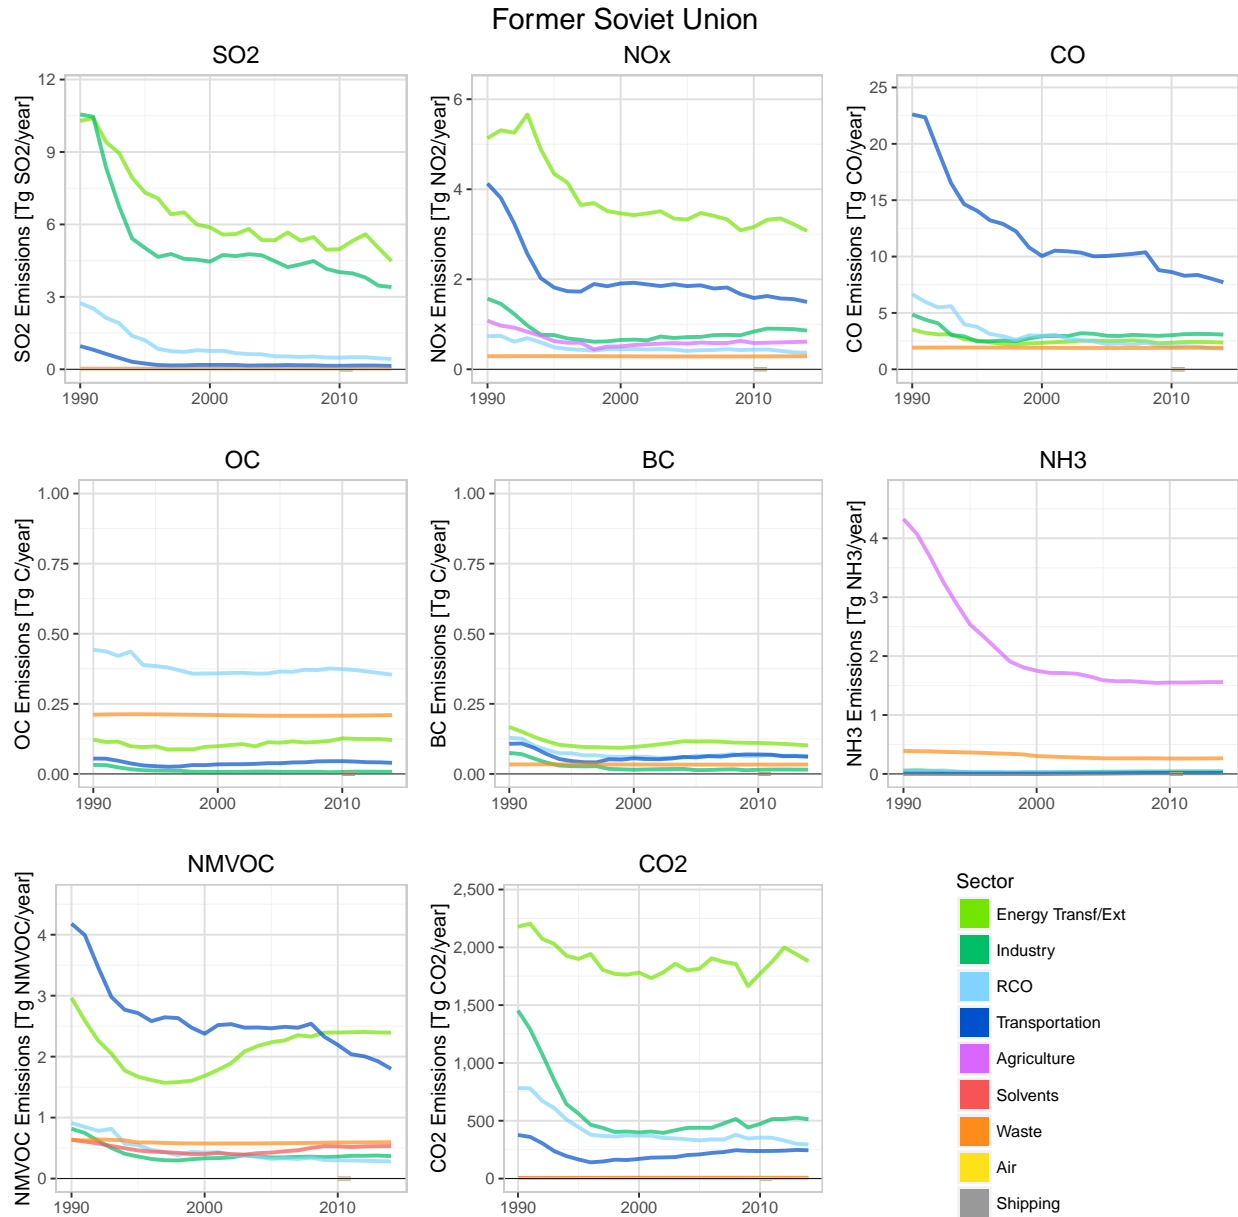 Former Soviet Union
SO2
SO2 Emissions [Tg SO2/year]
12
9
6
3
0
1990 2000 2010
NOx
NOx Emissions [Tg NO2/year]
6
4
2
0
1990 2000 2010
CO
CO Emissions [Tg CO/year]
25
20
15
10
5
0
1990 2000 2010
OC
OC Emissions [Tg C/year]
1.00
0.75
0.50
0.25
0.00
1990 2000 2010
BC
BC Emissions [Tg C/year]
1.00
0.75
0.50
0.25
0.00
1990 2000 2010
NH3
NH3 Emissions [Tg NH3/year]
4
3
2
1
0
1990 2000 2010
NMVOC
NMVOC Emissions [Tg NMVOC/year]
4
3
2
1
0
1990 2000 2010
CO2
CO2 Emissions [Tg CO2/year]
2,500
2,000
1,500
1,000
500
0
1990 2000 2010
Sector
Energy Transf/Ext
Industry
RCO
Transportation
Agriculture
Solvents
Waste
Air
Shipping